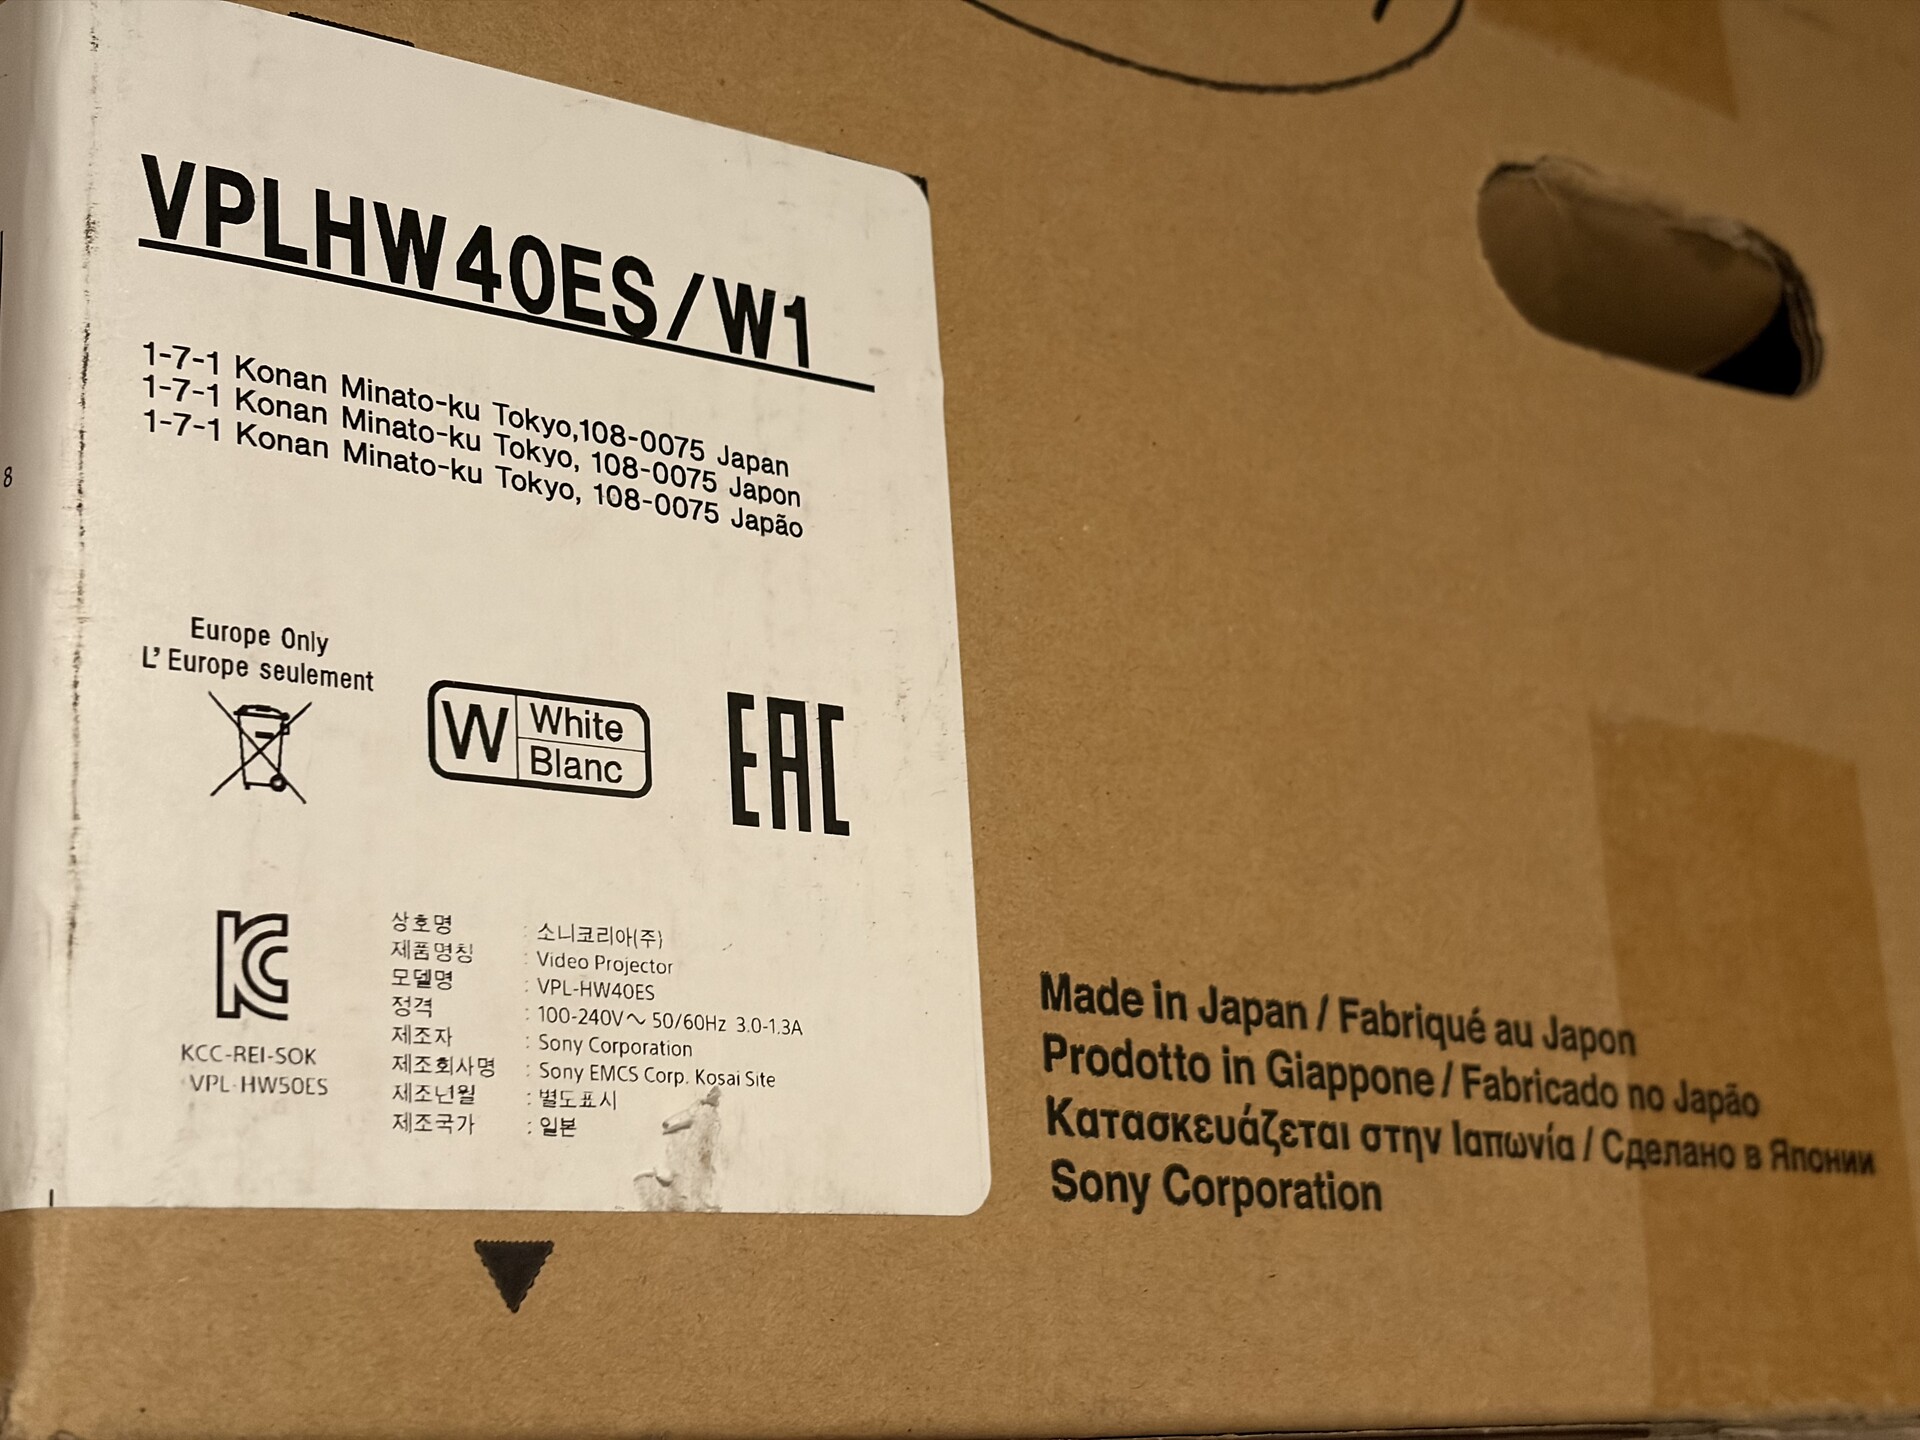 VPLHW40ES/W1
1-7-1 Konan Minato-ku Tokyo,108-0075 Japan
1-7-1 Konan Minato-ku Tokyo, 108-0075 Japon
1-7-1 Konan Minato-ku Tokyo, 108-0075 Japão
Europe Only
L' Europe seulement
W White
Blanc
EAC
KC
KCC-REI-SOK
VPL-HW50ES
상호명 : 소니코리아(주)
제품명칭 : Video Projector
모델명 : VPL-HW40ES
정격 : 100-240V～ 50/60Hz 3.0-1.3A
제조자 : Sony Corporation
제조회사명 : Sony EMCS Corp. Kosai Site
제조년월 : 별도표시
제조국가 : 일본
8
Made in Japan / Fabriqué au Japon
Prodotto in Giappone / Fabricado no Japão
Κατασκευάζεται στην Ιαπωνία / Сделано в Японии
Sony Corporation